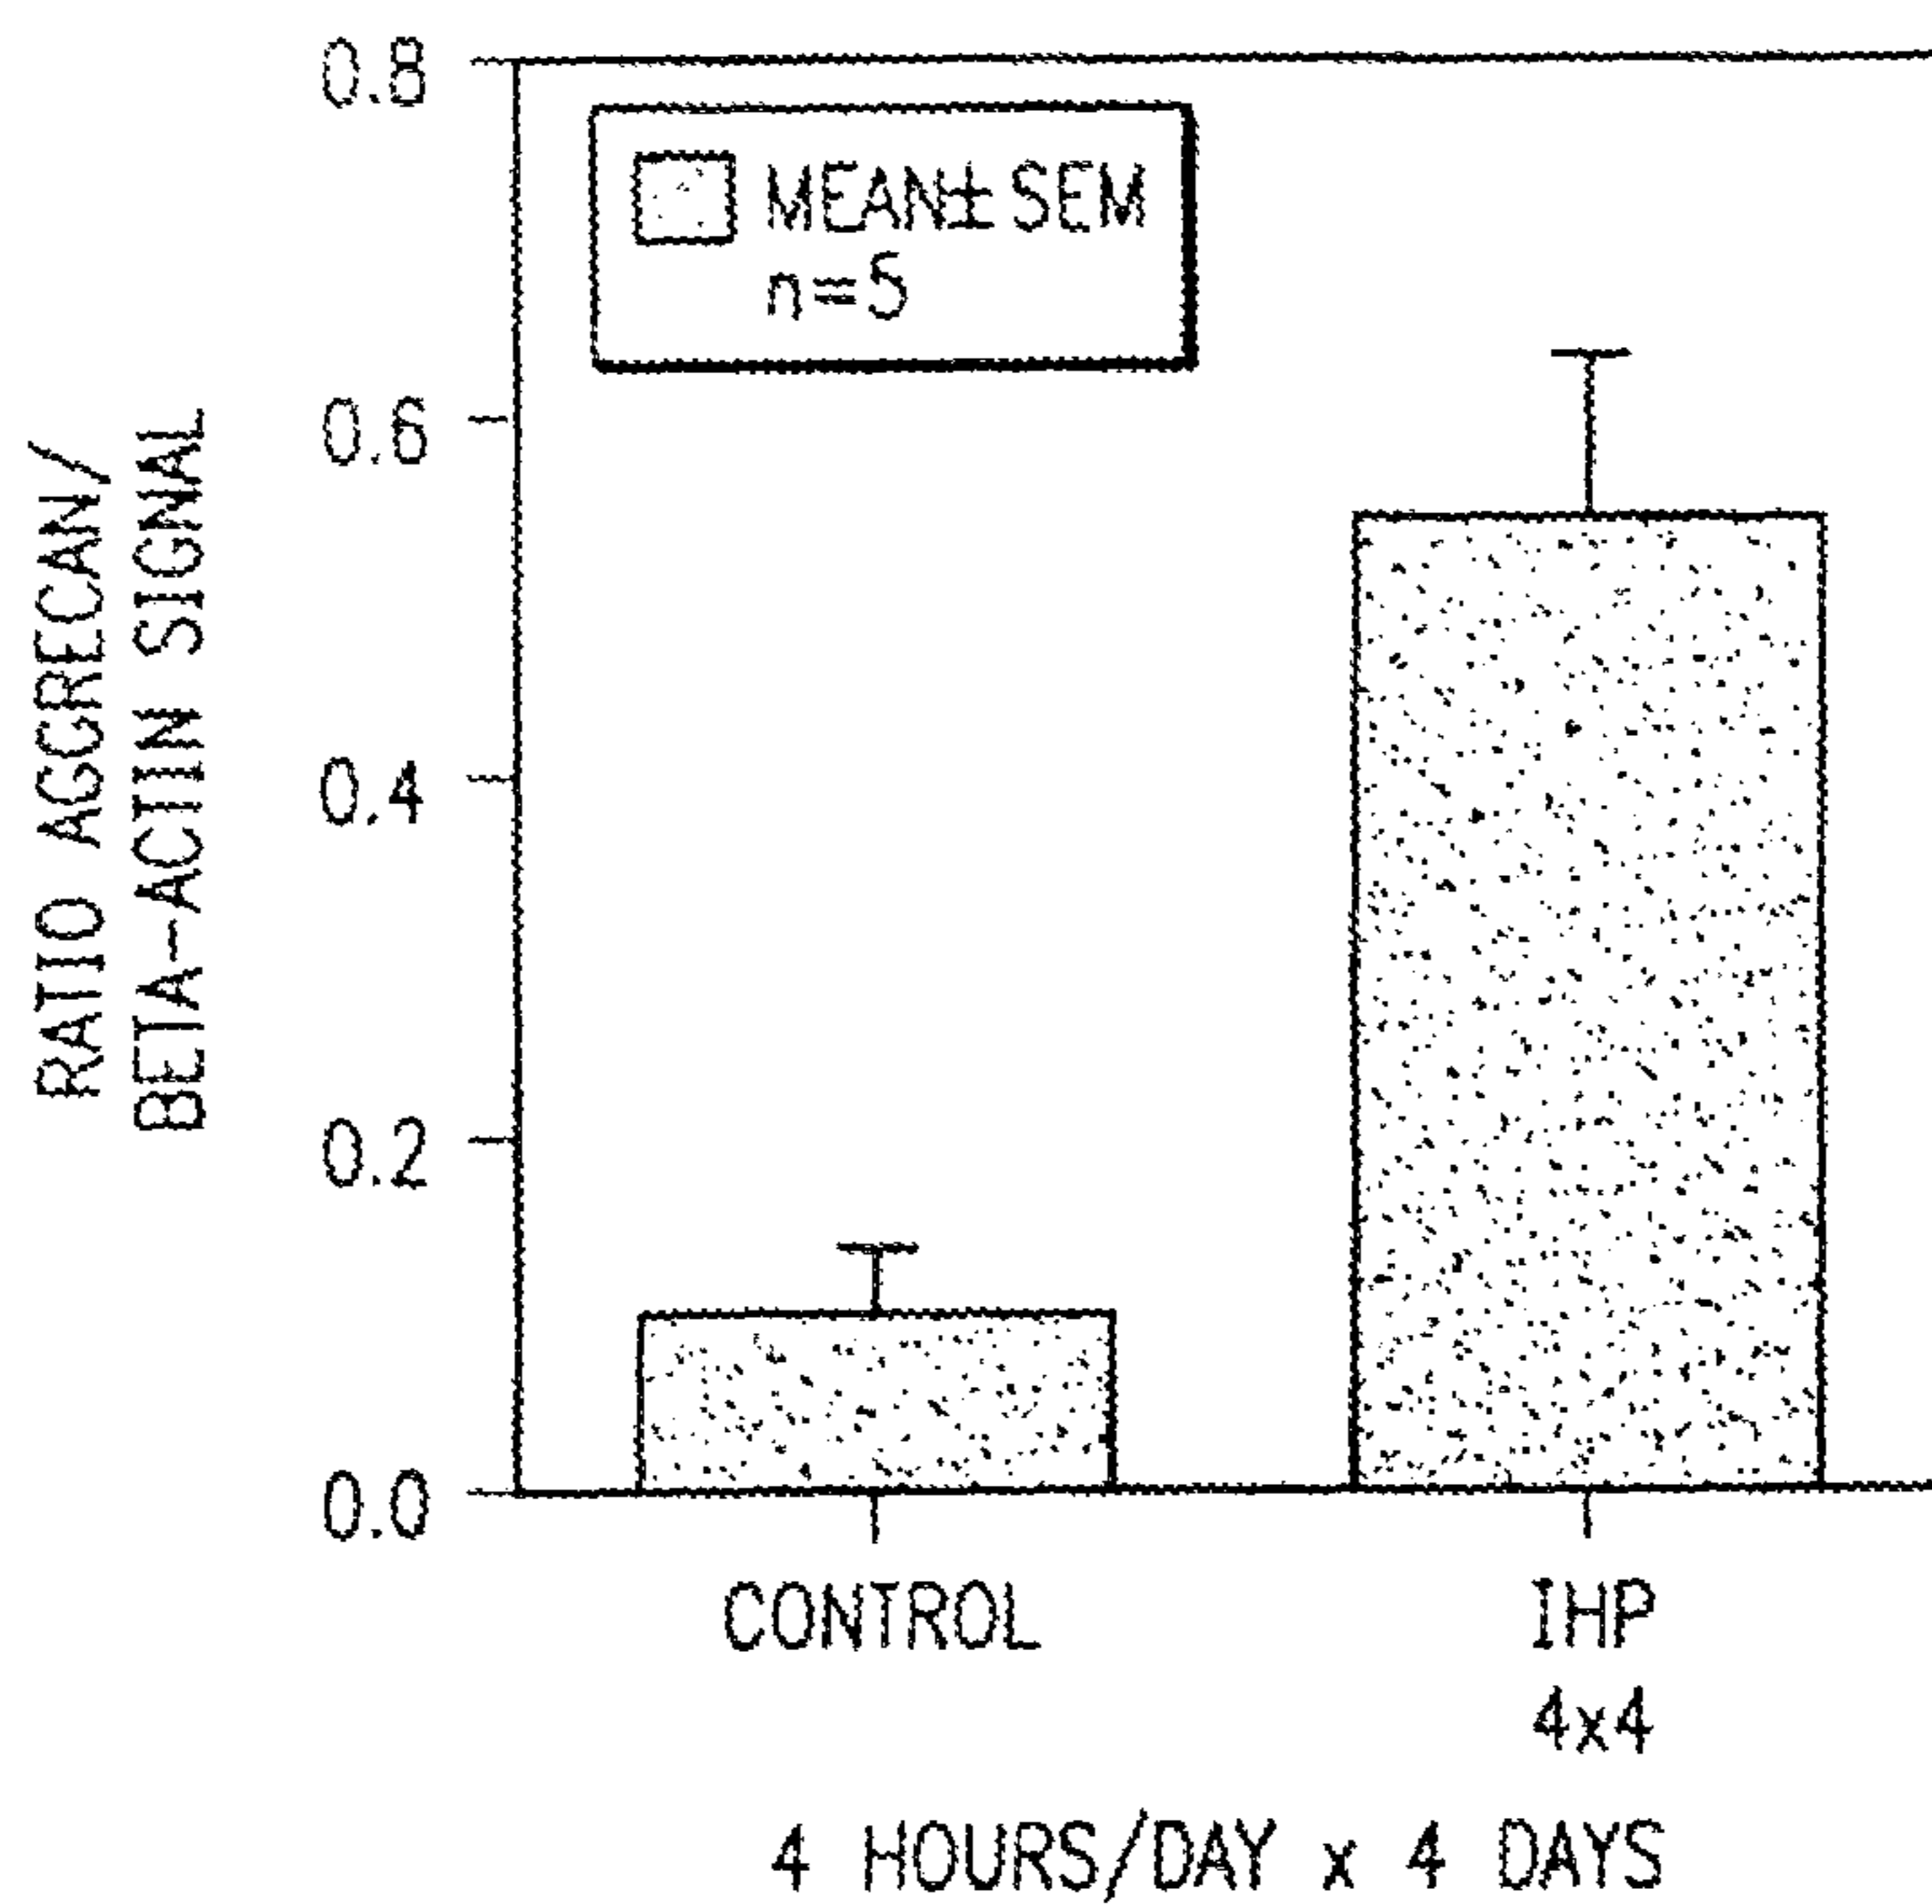 RATIO AGGRECAN/
BETA-ACTIN SIGNAL
0.8
0.6
0.4
0.2
0.0
MEAN± SEM
n=5
CONTROL
IHP
4x4
4 HOURS/DAY x 4 DAYS